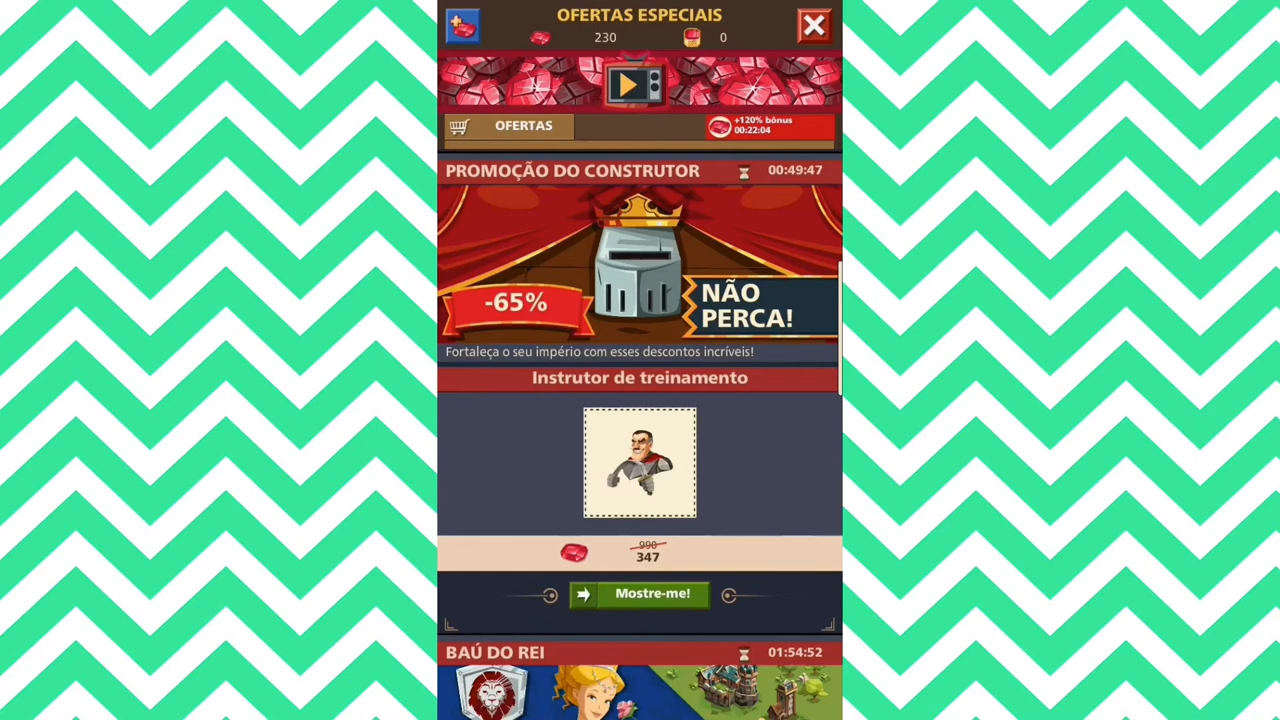 OFERTAS ESPECIAIS
230
0
OFERTAS
+120% bônus
00:22:04
PROMOÇÃO DO CONSTRUTOR
00:49:47
-65%
NÃO
PERCA!
Fortaleça o seu império com esses descontos incríveis!
Instrutor de treinamento
990
347
Mostre-me!
BAÚ DO REI
01:54:52